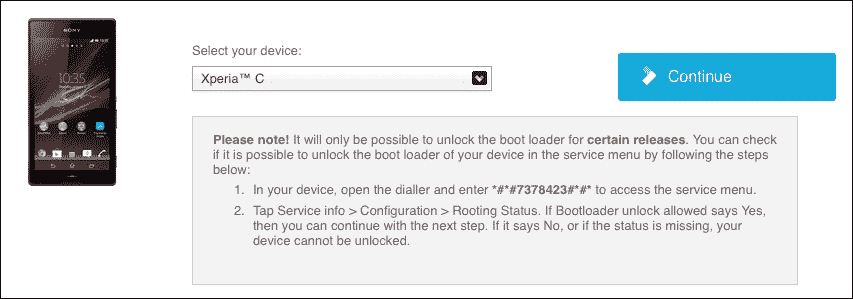 SONY
10:35
Select your device:
Xperia™ C
Continue
Please note! It will only be possible to unlock the boot loader for certain releases. You can check
if it is possible to unlock the boot loader of your device in the service menu by following the steps
below:
1. In your device, open the dialler and enter *#*#7378423#*#* to access the service menu.
2. Tap Service info > Configuration > Rooting Status. If Bootloader unlock allowed says Yes,
then you can continue with the next step. If it says No, or if the status is missing, your
device cannot be unlocked.